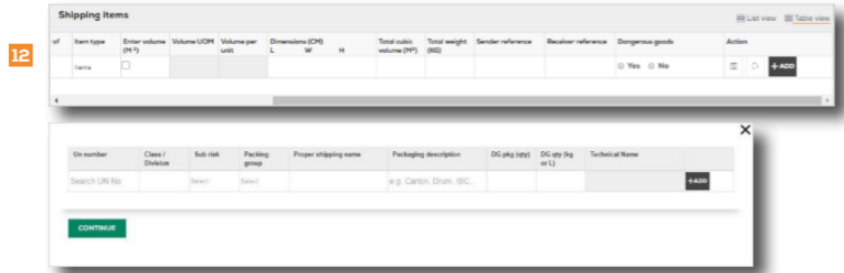 Shipping Items
List view Table view
12
of Item type Enter volume (M³) Volume UOM Volume per unit Dimensions (CM) L W H Total cubic volume (M³) Total weight (KG) Sender reference Receiver reference Dangerous goods Action
Items Yes No +ADD
Un number Class / Division Sub risk Packing group Proper shipping name Packaging description DG pkg (qty) DG qty (kg or L) Technical Name
Search UN No Select Select e.g. Carton, Drum, IBC... +ADD
CONTINUE